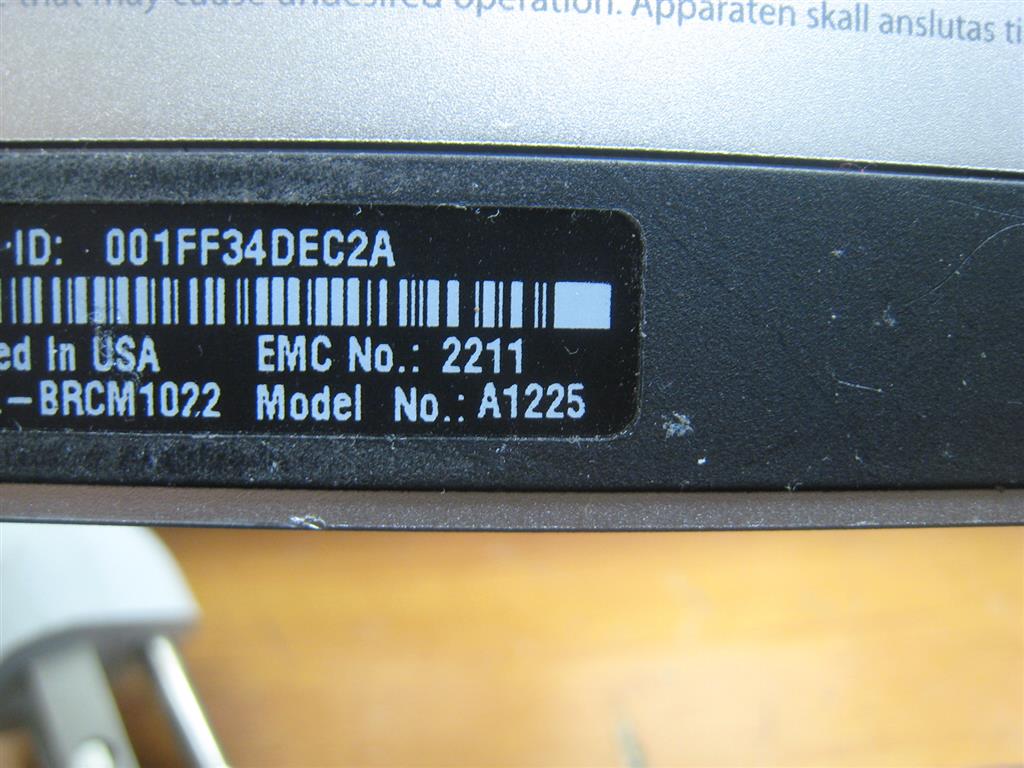 that may cause undesired operation. Apparaten skall anslutas ti
ID: 001FF34DEC2A
ed In USA EMC No.: 2211
-BRCM1022 Model No.: A1225